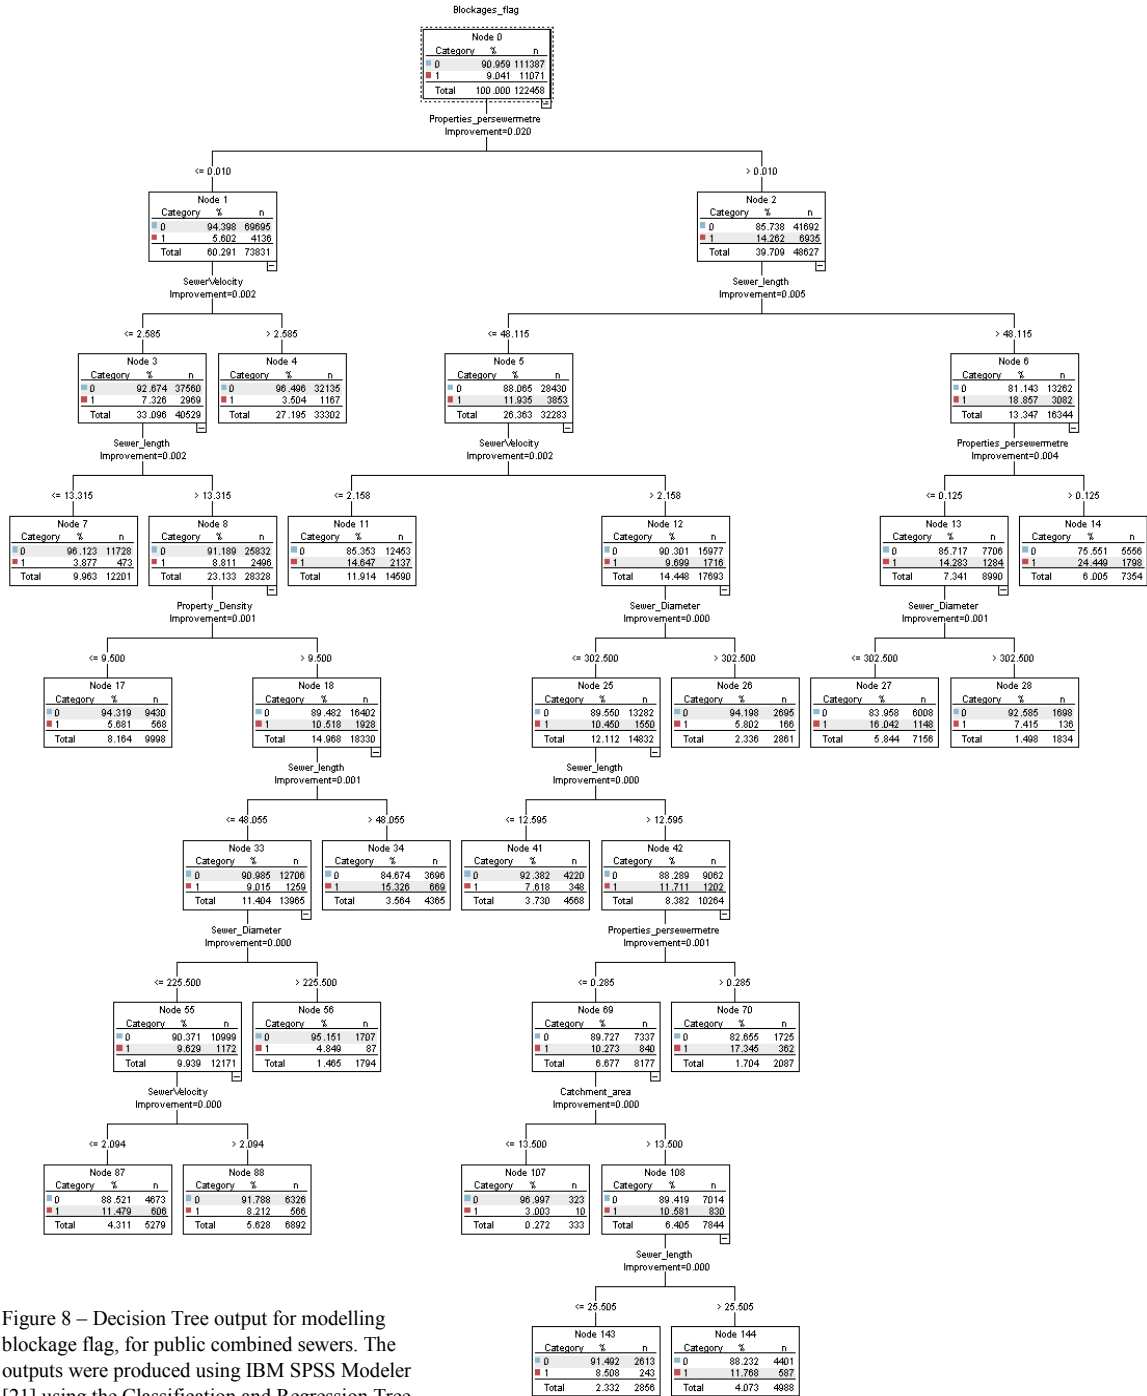 Blockages_flag
Node 0
Category % n
0 90.959 111387
1 9.041 11071
Total 100.000 122458
Properties_persewermetre
Improvement=0.020
<= 0.010 > 0.010
Node 1
Category % n
0 94.398 69695
1 5.602 4136
Total 60.291 73831
Node 2
Category % n
0 85.738 41692
1 14.262 6935
Total 39.709 48627
SewerVelocity
Improvement=0.002
Sewer_length
Improvement=0.005
<= 2.585 > 2.585 <= 48.115 > 48.115
Node 3
Category % n
0 92.674 37560
1 7.326 2969
Total 33.096 40529
Node 4
Category % n
0 96.496 32135
1 3.504 1167
Total 27.195 33302
Node 5
Category % n
0 88.065 28430
1 11.935 3853
Total 26.363 32283
Node 6
Category % n
0 81.143 13262
1 18.857 3082
Total 13.347 16344
Sewer_length
Improvement=0.002
SewerVelocity
Improvement=0.002
Properties_persewermetre
Improvement=0.004
<= 13.315 > 13.315 <= 2.158 > 2.158 <= 0.125 > 0.125
Node 7
Category % n
0 96.123 11728
1 3.877 473
Total 9.963 12201
Node 8
Category % n
0 91.189 25832
1 8.811 2496
Total 23.133 28328
Node 11
Category % n
0 85.353 12453
1 14.647 2137
Total 11.914 14590
Node 12
Category % n
0 90.301 15977
1 9.699 1716
Total 14.448 17693
Node 13
Category % n
0 85.717 7706
1 14.283 1284
Total 7.341 8990
Node 14
Category % n
0 75.551 5556
1 24.449 1798
Total 6.005 7354
Property_Density
Improvement=0.001
Sewer_Diameter
Improvement=0.000
Sewer_Diameter
Improvement=0.001
<= 9.500 > 9.500 <= 302.500 > 302.500 <= 302.500 > 302.500
Node 17
Category % n
0 94.319 9430
1 5.681 568
Total 8.164 9998
Node 18
Category % n
0 89.482 16402
1 10.518 1928
Total 14.968 18330
Node 25
Category % n
0 89.550 13282
1 10.450 1550
Total 12.112 14832
Node 26
Category % n
0 94.198 2695
1 5.802 166
Total 2.336 2861
Node 27
Category % n
0 83.958 6008
1 16.042 1148
Total 5.844 7156
Node 28
Category % n
0 92.585 1698
1 7.415 136
Total 1.498 1834
Sewer_length
Improvement=0.001
Sewer_length
Improvement=0.000
<= 48.055 > 48.055 <= 12.595 > 12.595
Node 33
Category % n
0 90.985 12706
1 9.015 1259
Total 11.404 13965
Node 34
Category % n
0 84.674 3696
1 15.326 669
Total 3.564 4365
Node 41
Category % n
0 92.382 4220
1 7.618 348
Total 3.730 4568
Node 42
Category % n
0 88.289 9062
1 11.711 1202
Total 8.382 10264
Sewer_Diameter
Improvement=0.000
Properties_persewermetre
Improvement=0.001
<= 225.500 > 225.500 <= 0.285 > 0.285
Node 55
Category % n
0 90.371 10999
1 9.629 1172
Total 9.939 12171
Node 56
Category % n
0 95.151 1707
1 4.849 87
Total 1.465 1794
Node 69
Category % n
0 89.727 7337
1 10.273 840
Total 6.677 8177
Node 70
Category % n
0 82.655 1725
1 17.345 362
Total 1.704 2087
SewerVelocity
Improvement=0.000
Catchment_area
Improvement=0.000
<= 2.094 > 2.094 <= 13.500 > 13.500
Node 87
Category % n
0 88.521 4673
1 11.479 606
Total 4.311 5279
Node 88
Category % n
0 91.788 6326
1 8.212 566
Total 5.628 6892
Node 107
Category % n
0 96.997 323
1 3.003 10
Total 0.272 333
Node 108
Category % n
0 89.419 7014
1 10.581 830
Total 6.405 7844
Sewer_length
Improvement=0.000
<= 25.505 > 25.505
Node 143
Category % n
0 91.492 2613
1 8.508 243
Total 2.332 2856
Node 144
Category % n
0 88.232 4401
1 11.768 587
Total 4.073 4988
Figure 8 – Decision Tree output for modelling
blockage flag, for public combined sewers. The
outputs were produced using IBM SPSS Modeler
[21] using the Classification and Regression Tree